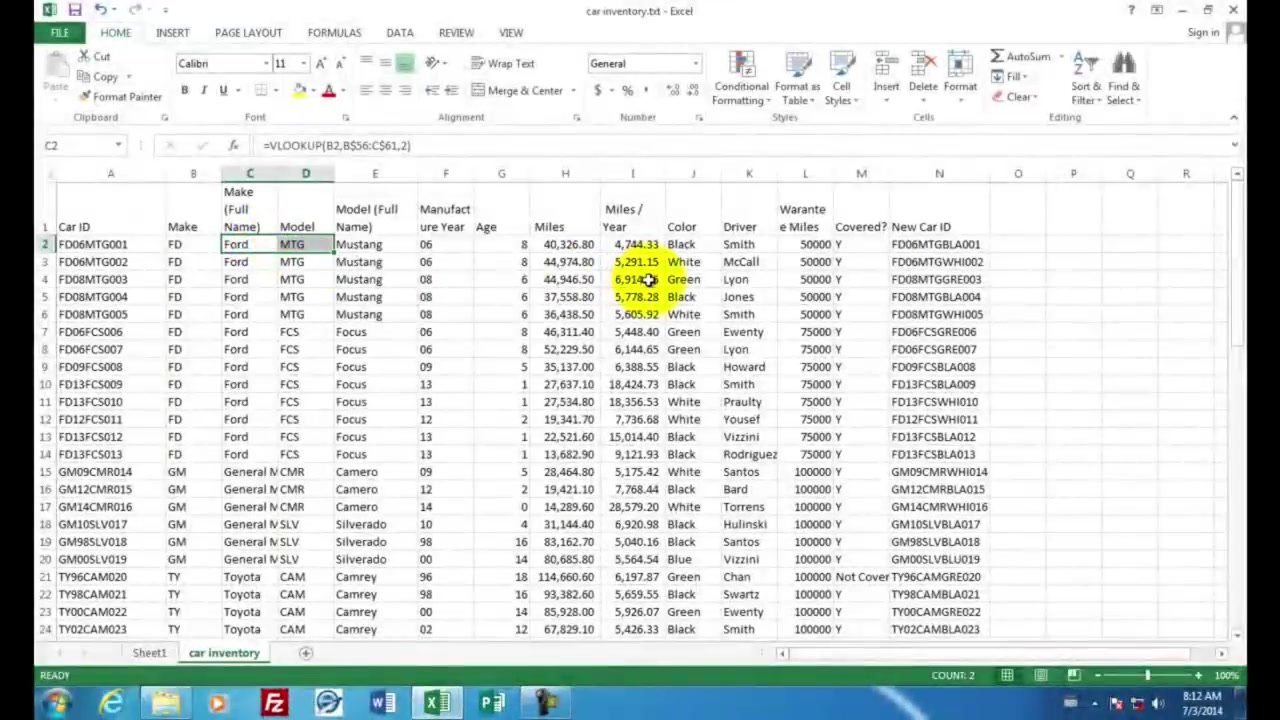 car inventory.txt - Excel
FILE HOME INSERT PAGE LAYOUT FORMULAS DATA REVIEW VIEW Sign in
Cut Calibri 11 Wrap Text General AutoSum
Paste Copy Conditional Format as Cell Insert Delete Format Fill Sort & Find &
Format Painter B I U A Merge & Center $ % , Formatting Table Styles Clear Filter Select
Clipboard Font Alignment Number Styles Cells Editing
C2 fx =VLOOKUP(B2,B$56:C$61,2)
A B C D E F G H I J K L M N O P Q R
Make
(Full Model (Full Manufact Miles / Warante
1 Car ID Make Name) Model Name) ure Year Age Miles Year Color Driver e Miles Covered? New Car ID
2 FD06MTG001 FD Ford MTG Mustang 06 8 40,326.80 4,744.33 Black Smith 50000 Y FD06MTGBLA001
3 FD06MTG002 FD Ford MTG Mustang 06 8 44,974.80 5,291.15 White McCall 50000 Y FD06MTGWHI002
4 FD08MTG003 FD Ford MTG Mustang 08 6 44,946.50 Green Lyon 50000 Y FD08MTGGRE003
5 FD08MTG004 FD Ford MTG Mustang 08 6 37,558.80 5,778.28 Black Jones 50000 Y FD08MTGBLA004
6 FD08MTG005 FD Ford MTG Mustang 08 6 36,438.50 5,605.92 White Smith 50000 Y FD08MTGWHI005
7 FD06FCS006 FD Ford FCS Focus 06 8 46,311.40 5,448.40 Green Ewenty 75000 Y FD06FCSGRE006
8 FD06FCS007 FD Ford FCS Focus 06 8 52,229.50 6,144.65 Green Lyon 75000 Y FD06FCSGRE007
9 FD09FCS008 FD Ford FCS Focus 09 5 35,137.00 6,388.55 Black Howard 75000 Y FD09FCSBLA008
10 FD13FCS009 FD Ford FCS Focus 13 1 27,637.10 18,424.73 Black Smith 75000 Y FD13FCSBLA009
11 FD13FCS010 FD Ford FCS Focus 13 1 27,534.80 18,356.53 White Praulty 75000 Y FD13FCSWHI010
12 FD12FCS011 FD Ford FCS Focus 12 2 19,341.70 7,736.68 White Yousef 75000 Y FD12FCSWHI011
13 FD13FCS012 FD Ford FCS Focus 13 1 22,521.60 15,014.40 Black Vizzini 75000 Y FD13FCSBLA012
14 FD13FCS013 FD Ford FCS Focus 13 1 13,682.90 9,121.93 Black Rodriguez 75000 Y FD13FCSBLA013
15 GM09CMR014 GM General M CMR Camero 09 5 28,464.80 5,175.42 White Santos 100000 Y GM09CMRWHI014
16 GM12CMR015 GM General M CMR Camero 12 2 19,421.10 7,768.44 Black Bard 100000 Y GM12CMRBLA015
17 GM14CMR016 GM General M CMR Camero 14 0 14,289.60 28,579.20 White Torrens 100000 Y GM14CMRWHI016
18 GM10SLV017 GM General M SLV Silverado 10 4 31,144.40 6,920.98 Black Hulinski 100000 Y GM10SLVBLA017
19 GM98SLV018 GM General M SLV Silverado 98 16 83,162.70 5,040.16 Black Santos 100000 Y GM98SLVBLA018
20 GM00SLV019 GM General M SLV Silverado 00 14 80,685.80 5,564.54 Blue Vizzini 100000 Y GM00SLVBLU019
21 TY96CAM020 TY Toyota CAM Camrey 96 18 114,660.60 6,197.87 Green Chan 100000 Not Cover TY96CAMGRE020
22 TY98CAM021 TY Toyota CAM Camrey 98 16 93,382.60 5,659.55 Black Swartz 100000 Y TY98CAMBLA021
23 TY00CAM022 TY Toyota CAM Camrey 00 14 85,928.00 5,926.07 Green Ewenty 100000 Y TY00CAMGRE022
24 TY02CAM023 TY Toyota CAM Camrey 02 12 67,829.10 5,426.33 Black Smith 100000 Y TY02CAMBLA023
Sheet1 car inventory
READY COUNT: 2 100%
8:12 AM
7/3/2014